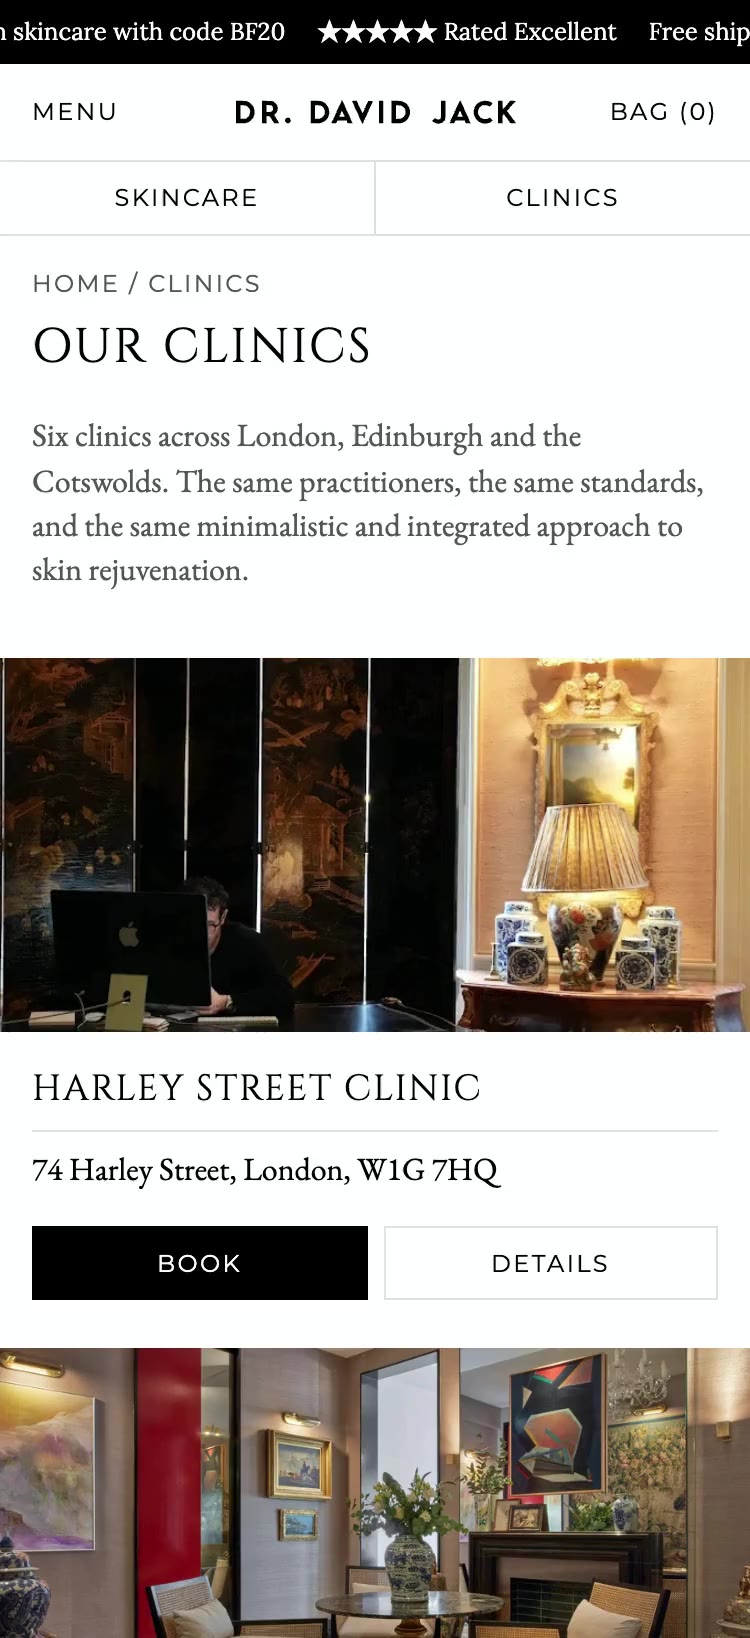 skincare with code BF20 ★★★★★ Rated Excellent Free ship
MENU DR. DAVID JACK BAG (0)
SKINCARE CLINICS
HOME / CLINICS
OUR CLINICS
Six clinics across London, Edinburgh and the
Cotswolds. The same practitioners, the same standards,
and the same minimalistic and integrated approach to
skin rejuvenation.
HARLEY STREET CLINIC
74 Harley Street, London, W1G 7HQ
BOOK DETAILS